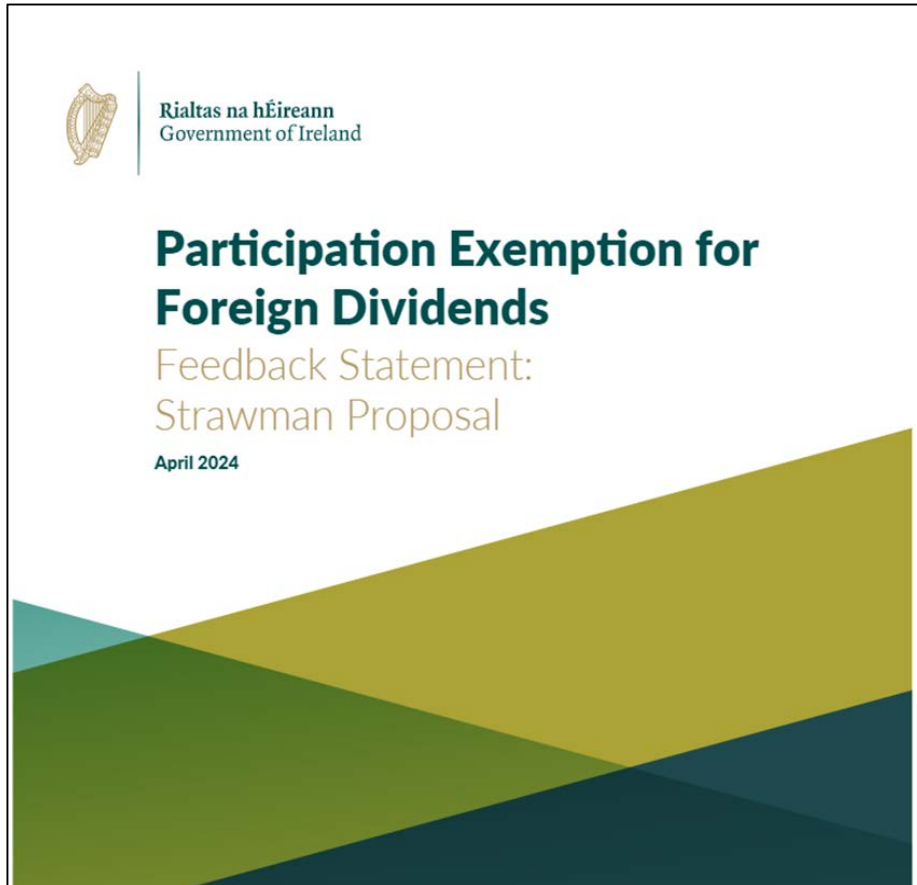 Rialtas na hÉireann
Government of Ireland
Participation Exemption for
Foreign Dividends
Feedback Statement:
Strawman Proposal
April 2024